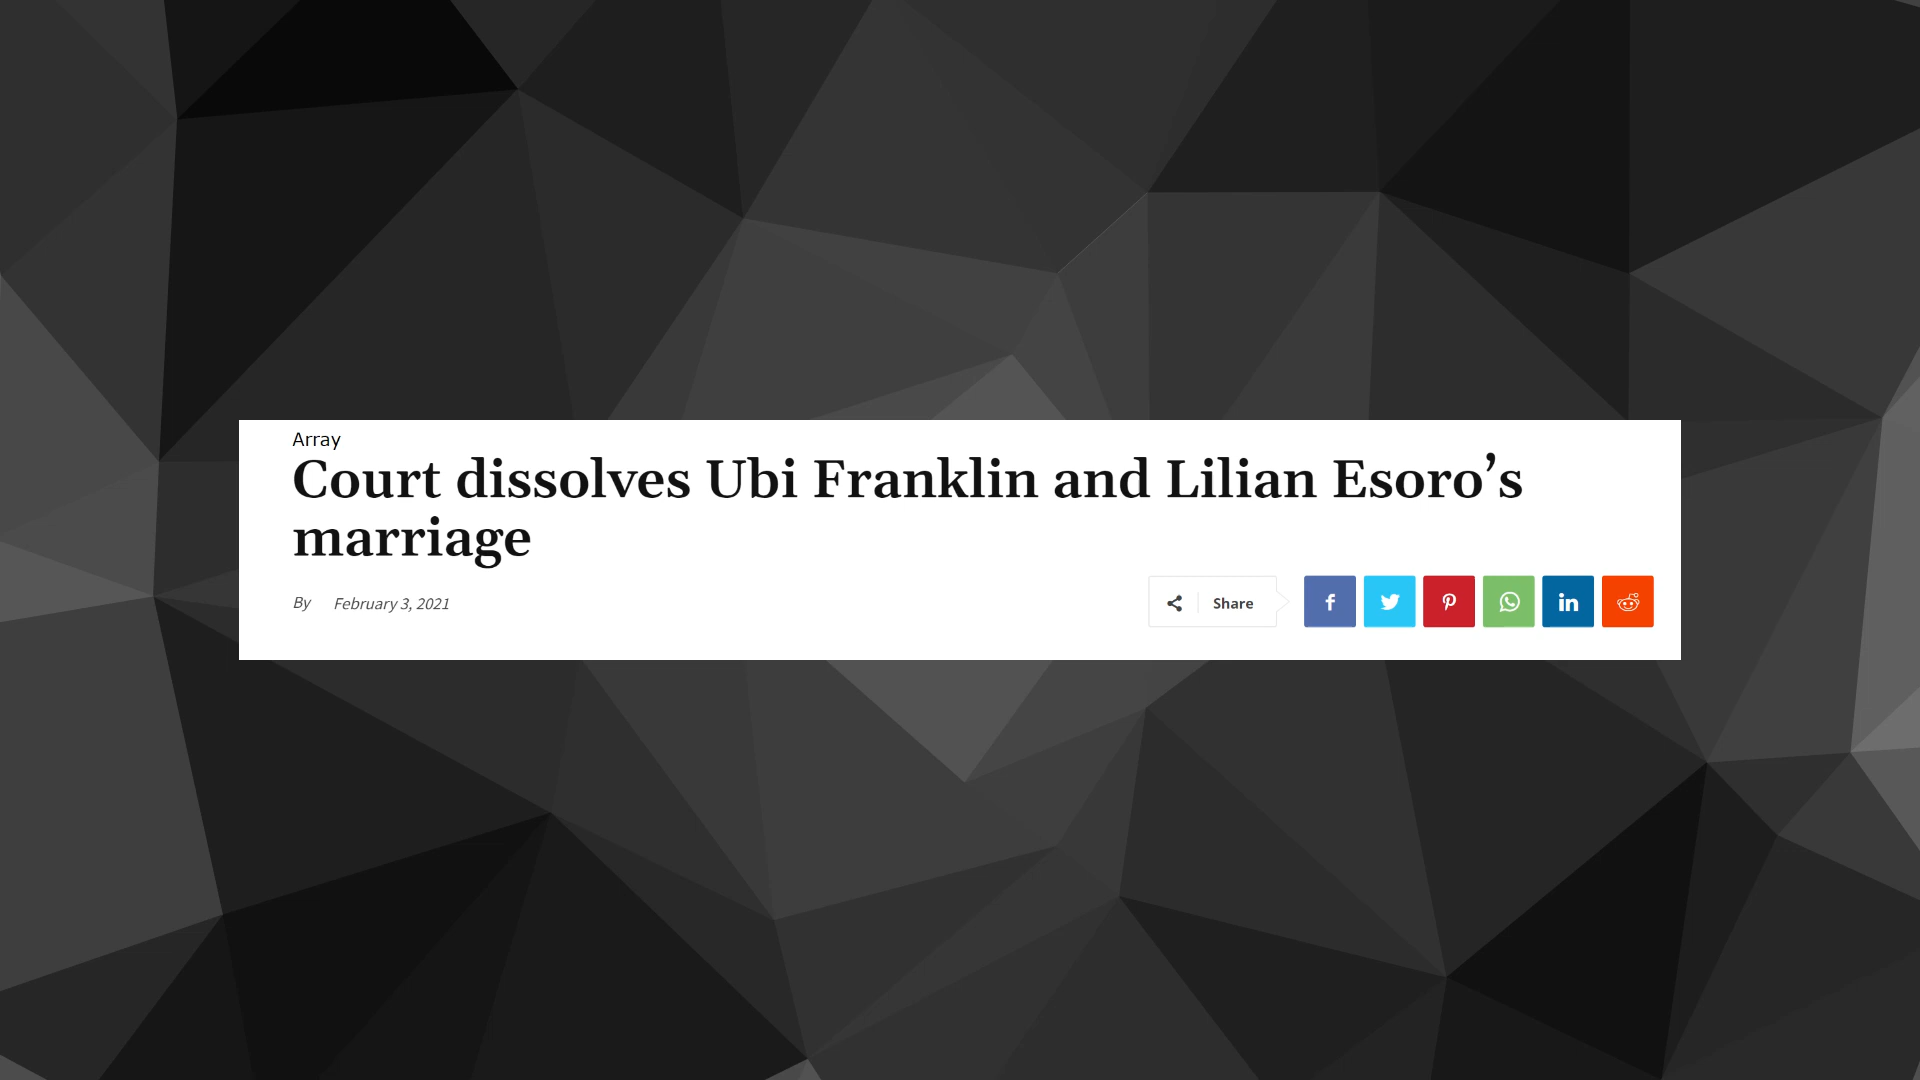 Array
Court dissolves Ubi Franklin and Lilian Esoro’s
marriage
By February 3, 2021
Share